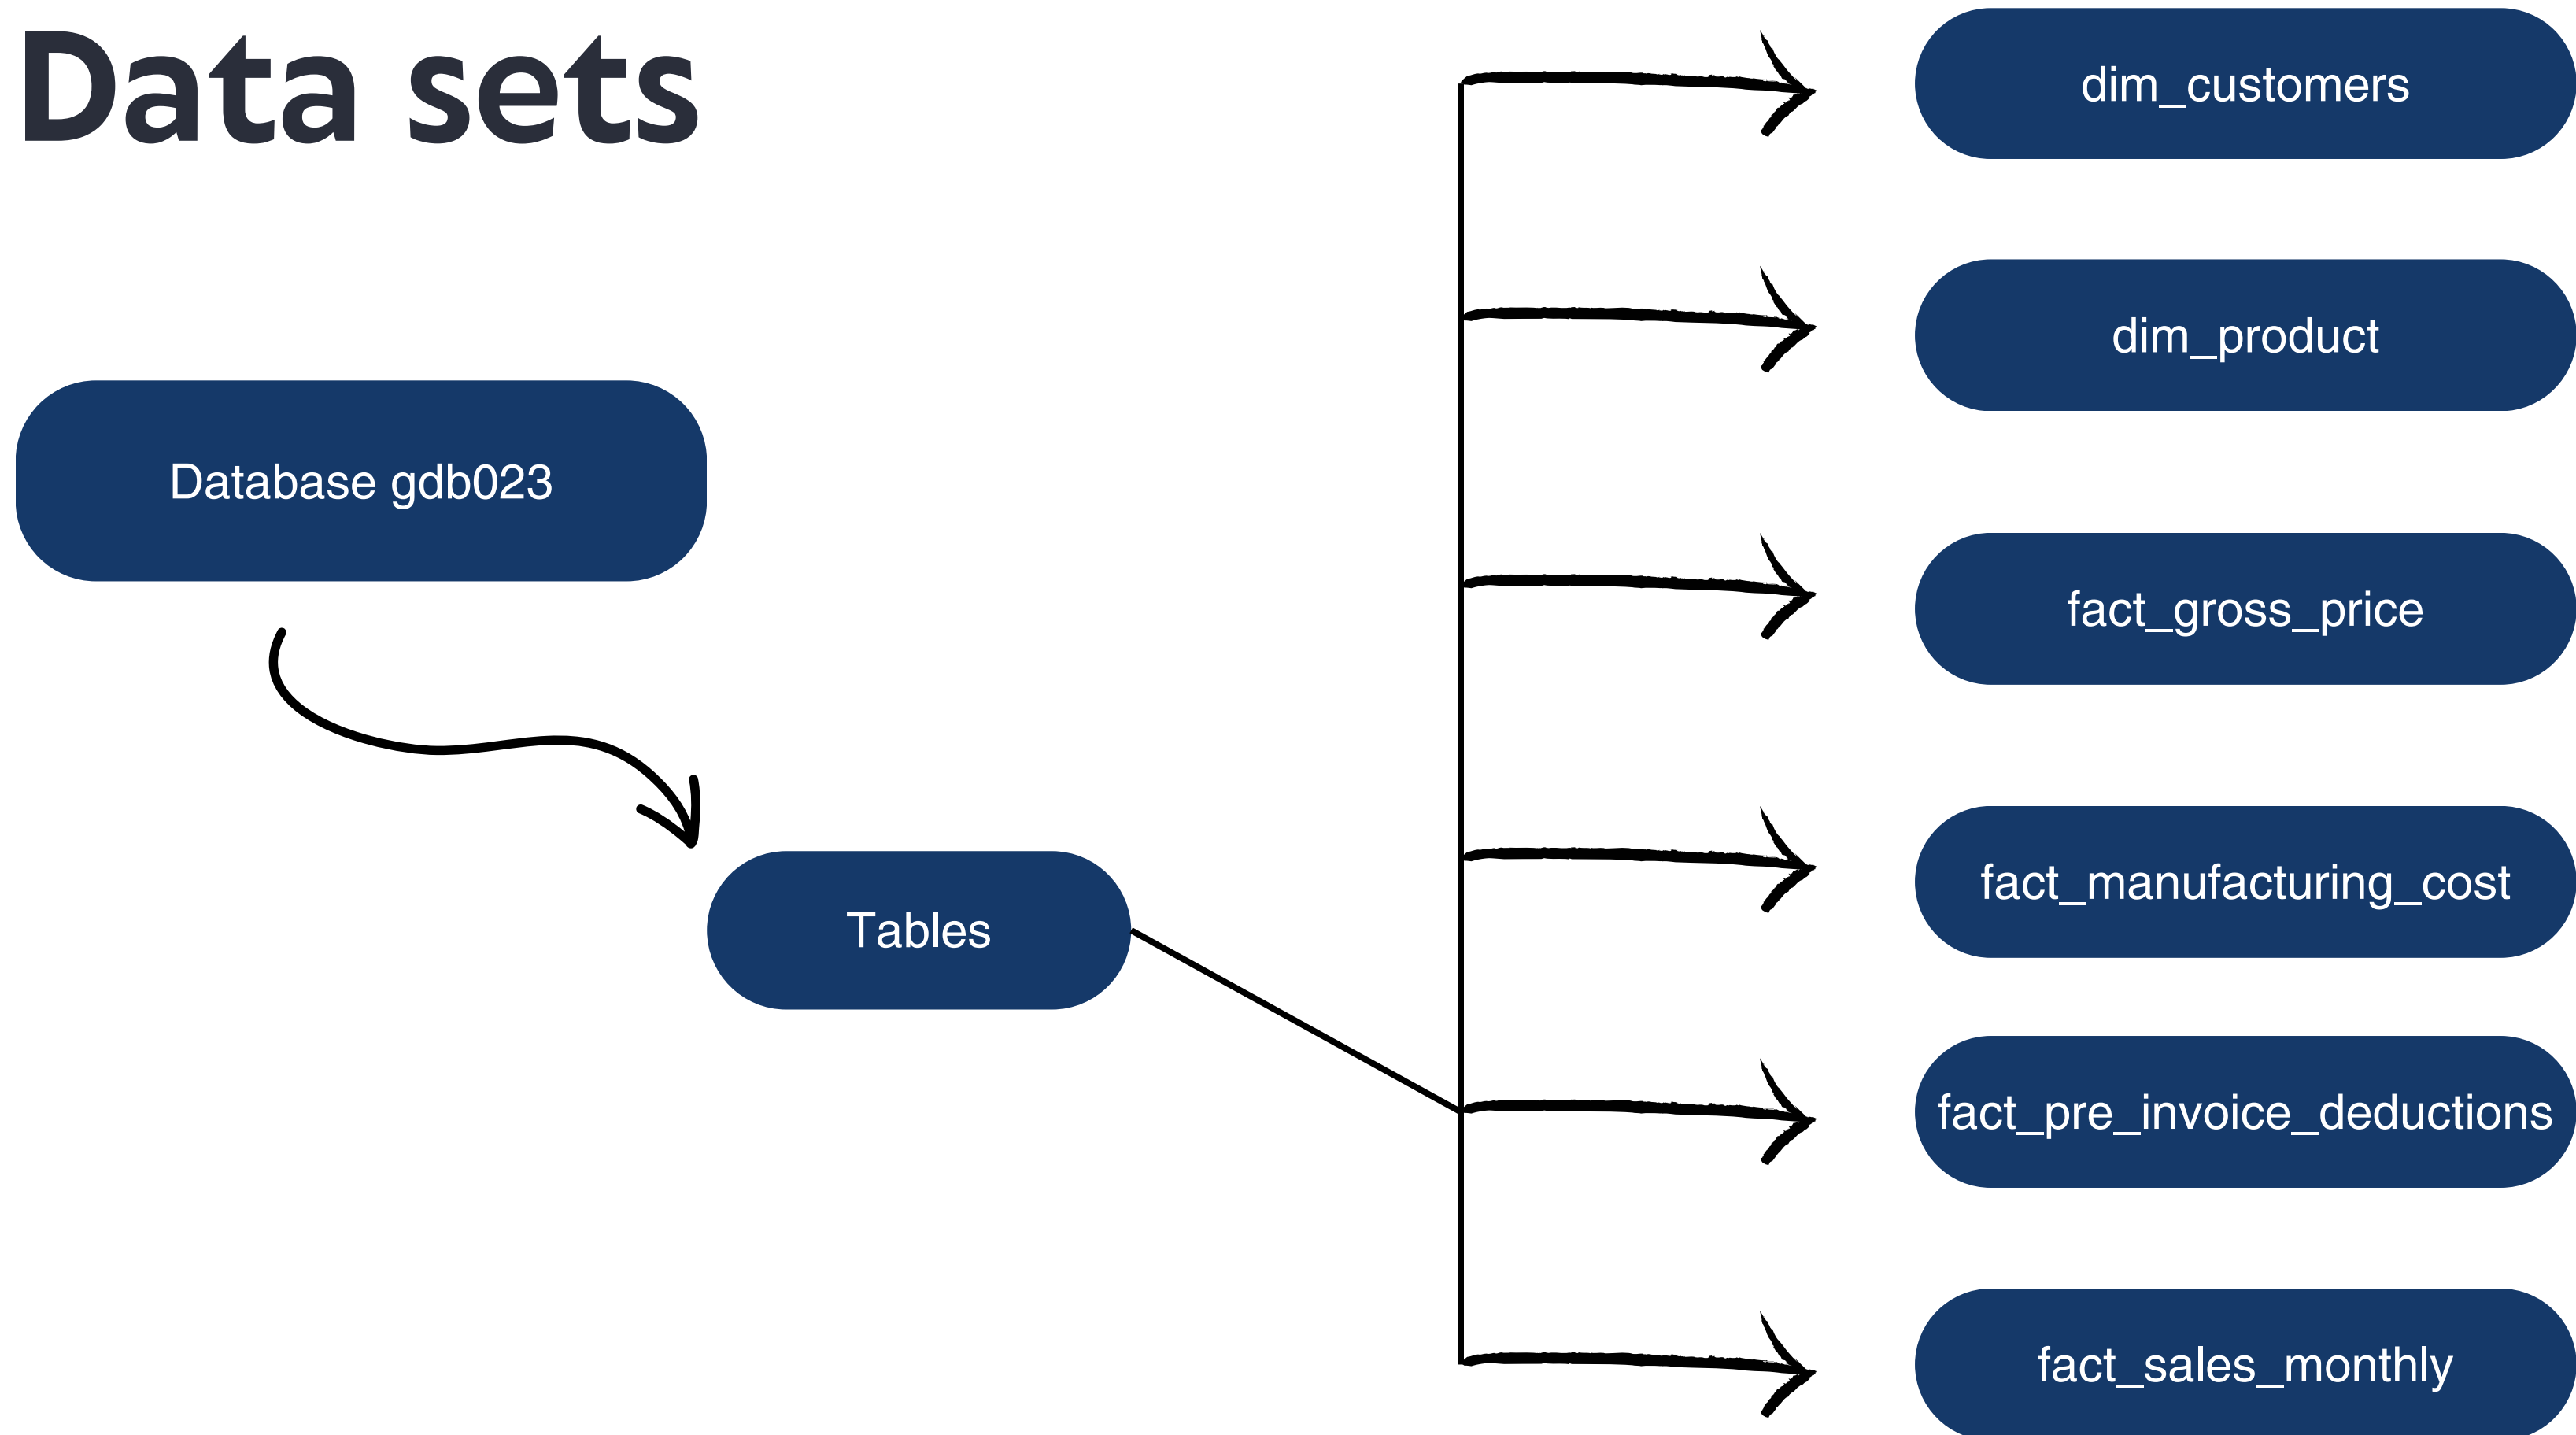 Data sets
Database gdb023
Tables
dim_customers
dim_product
fact_gross_price
fact_manufacturing_cost
fact_pre_invoice_deductions
fact_sales_monthly